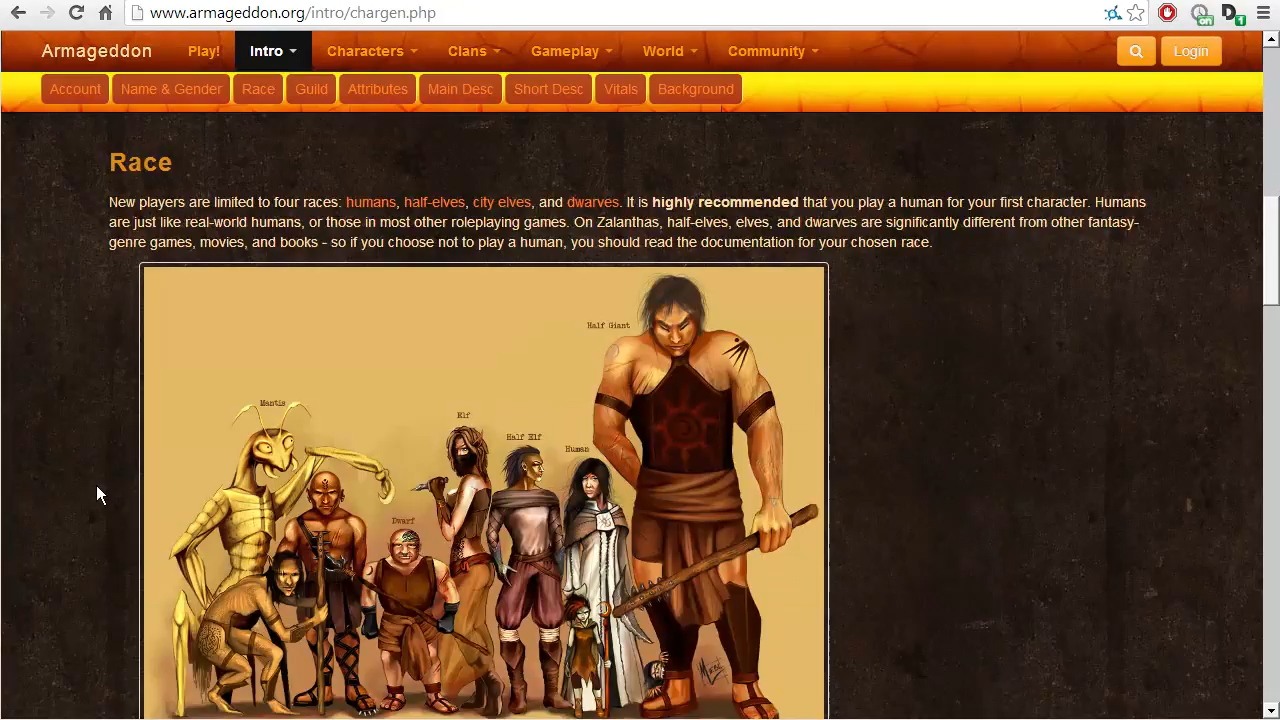 www.armageddon.org/intro/chargen.php
on
1
Armageddon Play! Intro Characters Clans Gameplay World Community Login
Account Name & Gender Race Guild Attributes Main Desc Short Desc Vitals Background
Race
New players are limited to four races: humans, half-elves, city elves, and dwarves. It is highly recommended that you play a human for your first character. Humans
are just like real-world humans, or those in most other roleplaying games. On Zalanthas, half-elves, elves, and dwarves are significantly different from other fantasy-
genre games, movies, and books - so if you choose not to play a human, you should read the documentation for your chosen race.
Half Giant
Mantis
Elf
Half Elf
Human
Dwarf